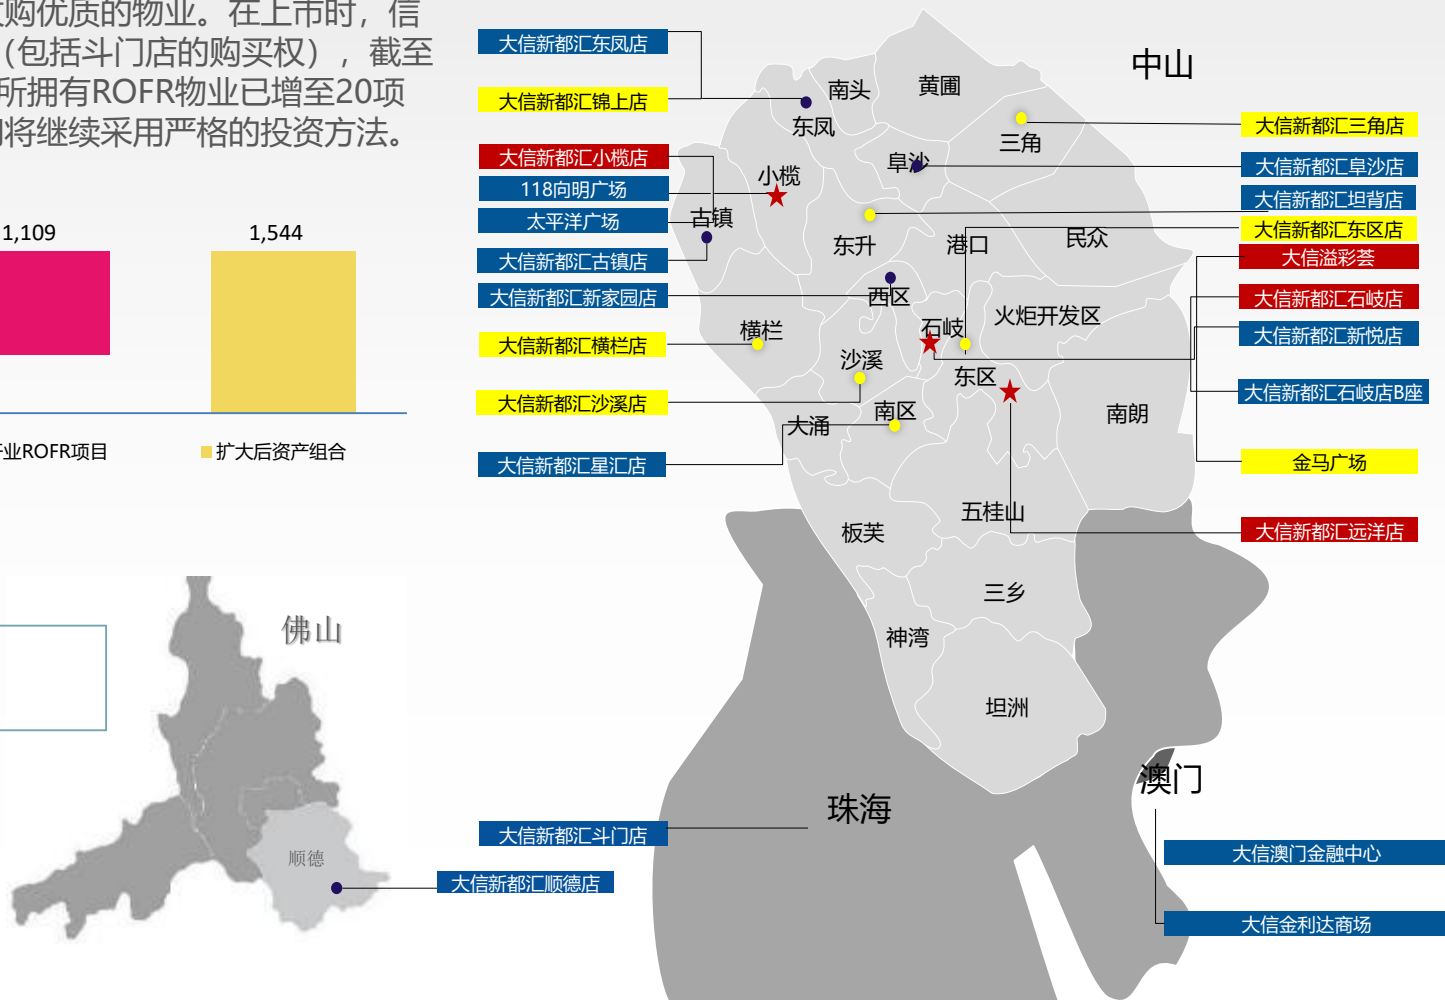 收购优质的物业。在上市时，信
（包括斗门店的购买权），截至
所拥有ROFR物业已增至20项
们将继续采用严格的投资方法。
1,109
1,544
业ROFR项目
扩大后资产组合
佛山
顺德
大信新都汇顺德店
中山
大信新都汇东凤店
大信新都汇锦上店
大信新都汇小榄店
118向明广场
太平洋广场
大信新都汇古镇店
大信新都汇新家园店
大信新都汇横栏店
大信新都汇沙溪店
大信新都汇星汇店
大信新都汇斗门店
南头
黄圃
东凤
三角
阜沙
小榄
古镇
东升
港口
民众
西区
火炬开发区
石岐
横栏
沙溪
东区
南区
大涌
南朗
五桂山
板芙
三乡
神湾
坦洲
珠海
澳门
大信新都汇三角店
大信新都汇阜沙店
大信新都汇坦背店
大信新都汇东区店
大信溢彩荟
大信新都汇石岐店
大信新都汇新悦店
大信新都汇石岐店B座
金马广场
大信新都汇远洋店
大信澳门金融中心
大信金利达商场